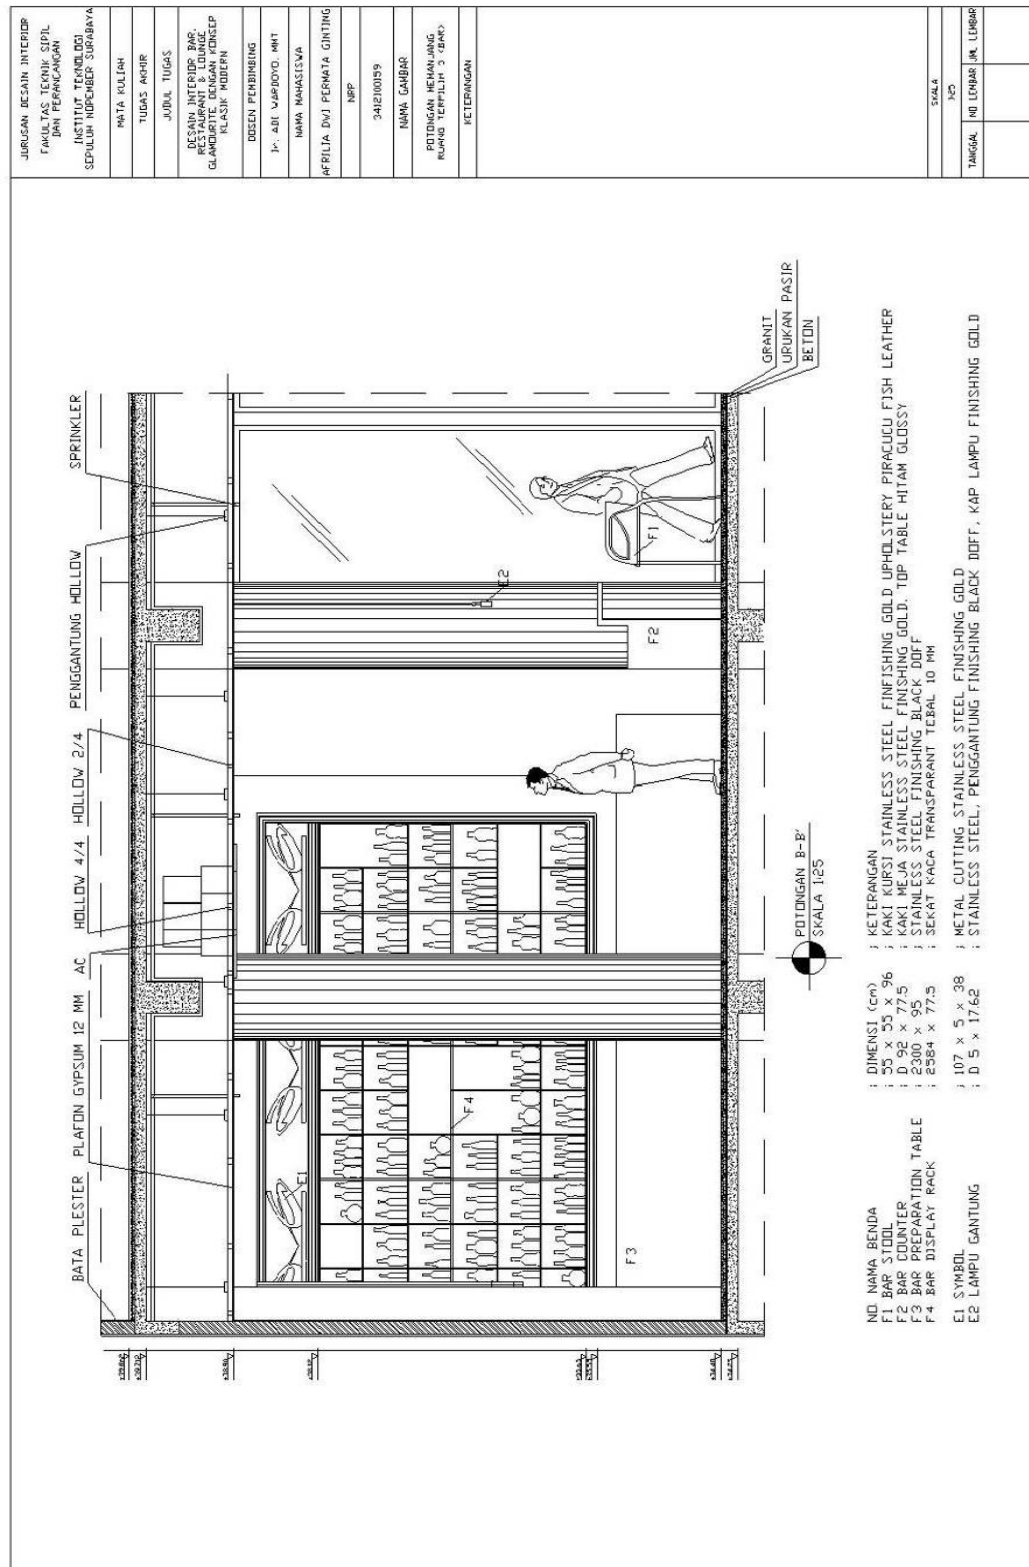 JURUSAN DESAIN INTERIOR
FAKULTAS TEKNIK SIPIL
DAN PERANCANGAN
INSTITUT TEKNOLOGI
SEPULUH NOPEMBER SURABAYA
MATA KULIAH
TUGAS AKHIR
JUDUL TUGAS
DESAIN INTERIOR BAR,
RESTAURANT & LOUNGE
GLAMOURITE DENGAN KONSEP
KLASIK MODERN
DOSEN PEMBIMBING
Ir. ADI WARDOYO. MMT
NAMA MAHASISWA
AFRILIA DWI PERMATA GINTING
NRP
3412100159
NAMA GAMBAR
POTONGAN MEMANJANG
RUANG TERPILIH 3 (BAR)
KETERANGAN
SKALA
1:25
TANGGAL
NO LEMBAR
JML LEMBAR
BATA PLESTER
PLAFON GYPSUM 12 MM
AC
HOLLOW 4/4
HOLLOW 2/4
PENGGANTUNG HOLLOW
SPRINKLER
E1
F4
F3
E2
F2
F1
GRANIT
URUKAN PASIR
BETON
POTONGAN B-B'
SKALA 1:25
NO. NAMA BENDA ; DIMENSI (cm) ; KETERANGAN
F1 BAR STOOL ; 55 x 55 x 96 ; KAKI KURSI STAINLESS STEEL FINFISHING GOLD UPHOLSTERY PIRACUCU FISH LEATHER
F2 BAR COUNTER ; D 92 x 77.5 ; KAKI MEJA STAINLESS STEEL FINISHING GOLD, TOP TABLE HITAM GLOSSY
F3 BAR PREPARATION TABLE ; 2300 x 95 ; STAINLESS STEEL FINISHING BLACK DOFF
F4 BAR DISPLAY RACK ; 2584 x 77.5 ; SEKAT KACA TRANSPARANT TEBAL 10 MM
E1 SYMBOL ; 107 x 5 x 38 ; METAL CUTTING STAINLESS STEEL FINISHING GOLD
E2 LAMPU GANTUNG ; D 5 x 17.62 ; STAINLESS STEEL, PENGGANTUNG FINISHING BLACK DOFF, KAP LAMPU FINISHING GOLD